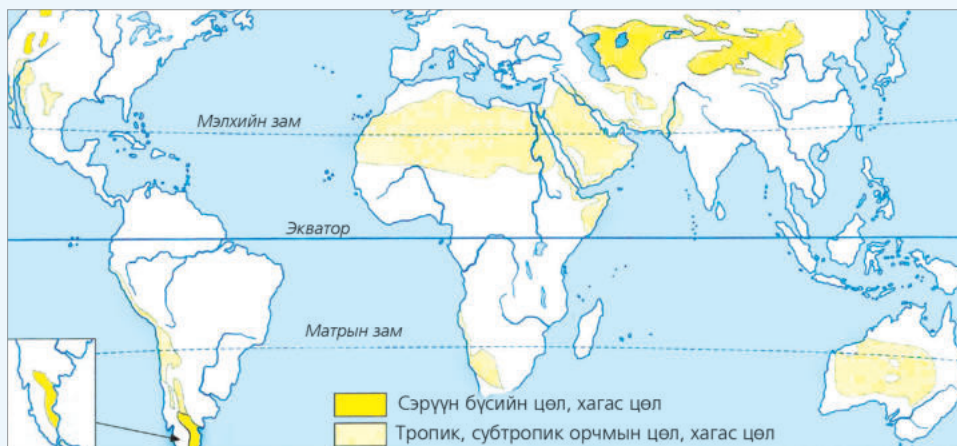 Мэлхийн зам
Экватор
Матрын зам
Сэрүүн бүсийн цөл, хагас цөл
Тропик, субтропик орчмын цөл, хагас цөл